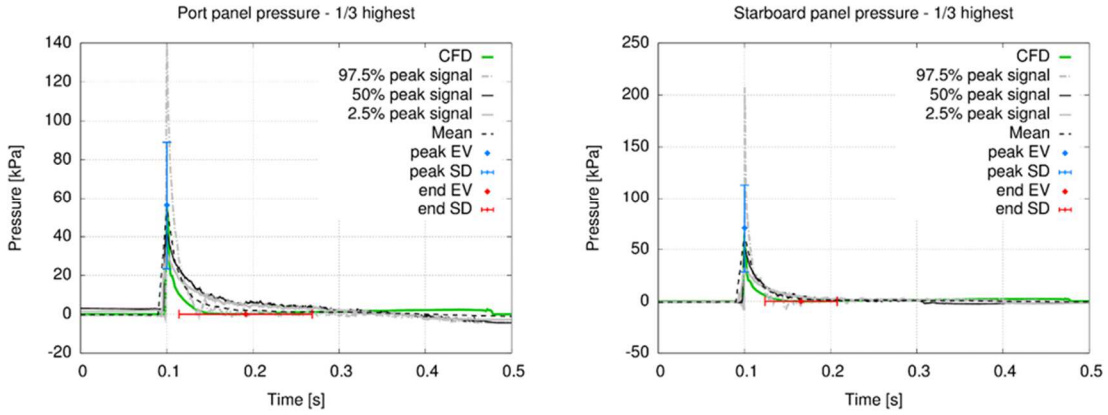 Port panel pressure - 1/3 highest
140
120
100
80
60
40
20
0
-20
Pressure [kPa]
CFD
97.5% peak signal
50% peak signal
2.5% peak signal
Mean
peak EV
peak SD
end EV
end SD
0 0.1 0.2 0.3 0.4 0.5
Time [s]
Starboard panel pressure - 1/3 highest
250
200
150
100
50
0
-50
Pressure [kPa]
CFD
97.5% peak signal
50% peak signal
2.5% peak signal
Mean
peak EV
peak SD
end EV
end SD
0 0.1 0.2 0.3 0.4 0.5
Time [s]